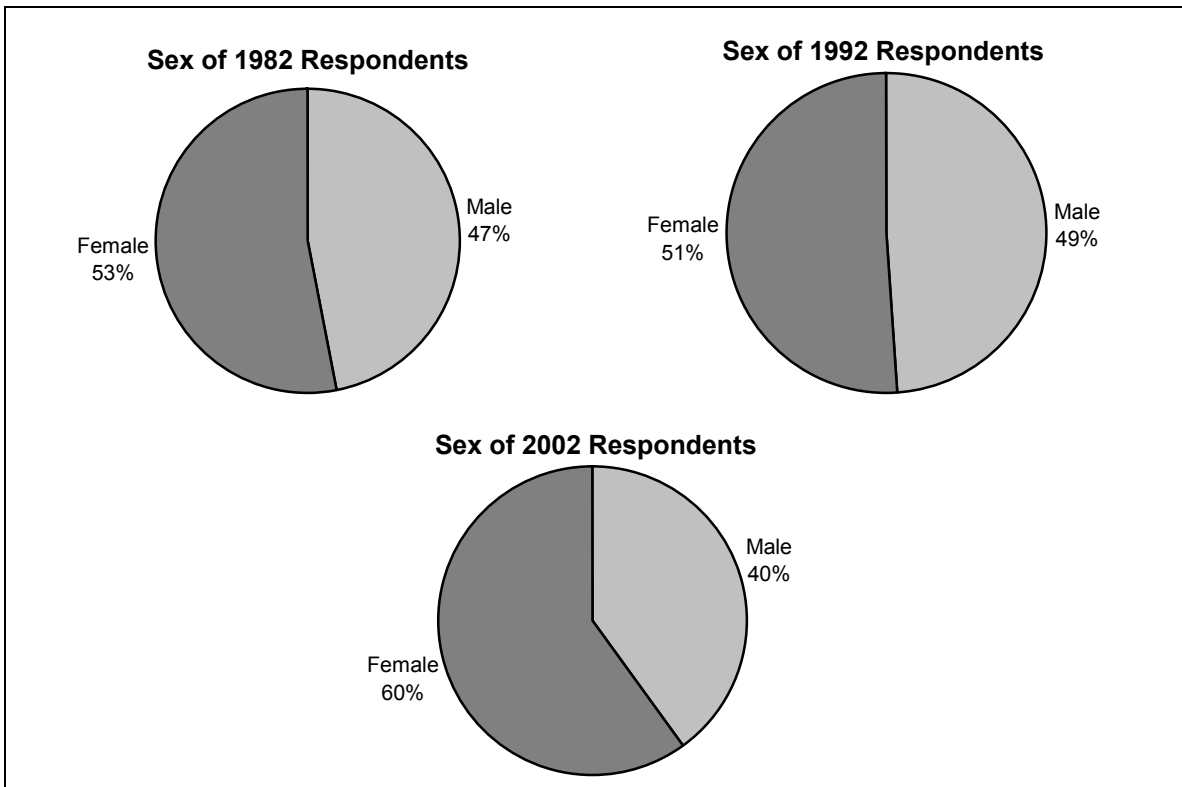 Sex of 1982 Respondents
Male
47%
Female
53%
Sex of 1992 Respondents
Male
49%
Female
51%
Sex of 2002 Respondents
Male
40%
Female
60%